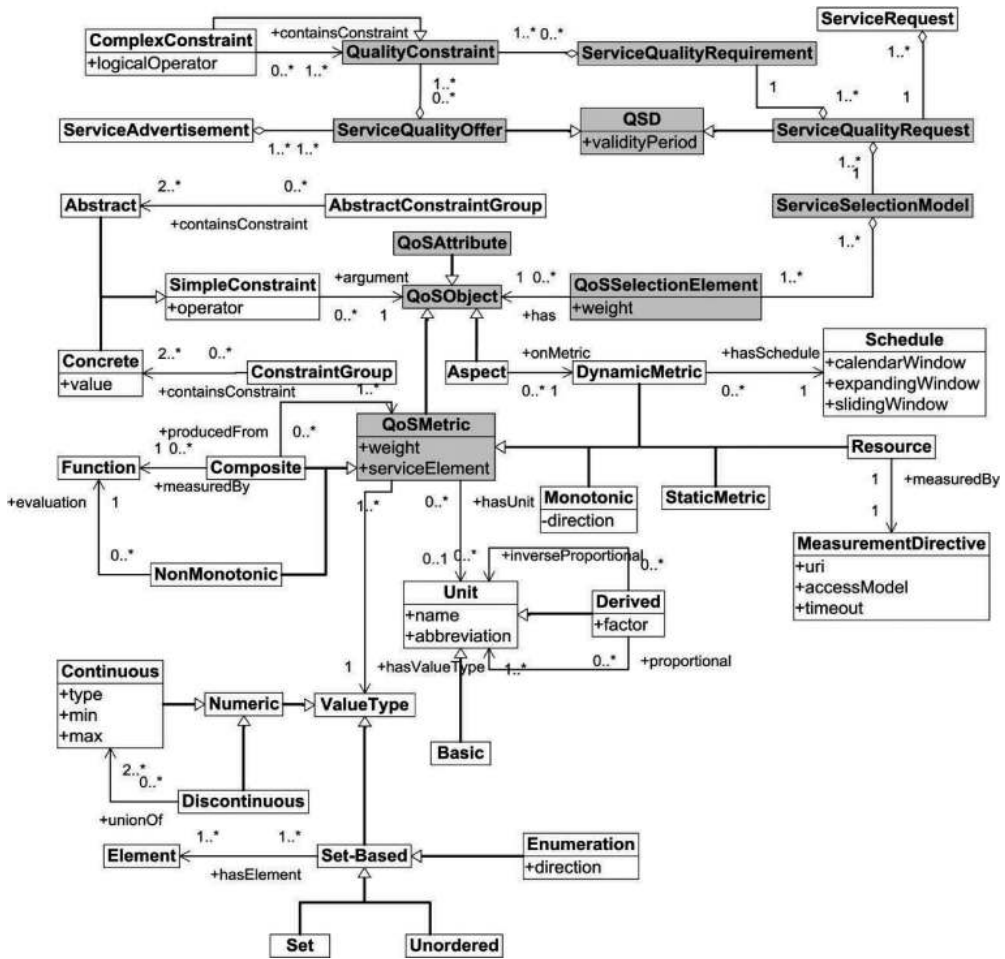 ServiceRequest
ComplexConstraint
+logicalOperator
+containsConstraint
0..* 1..*
QualityConstraint
1..* 0..*
ServiceQualityRequirement
1..*
1..*
0..*
1
1..*
1
ServiceAdvertisement
1..* 1..*
ServiceQualityOffer
QSD
+validityPeriod
ServiceQualityRequest
1..*
1
Abstract
2..*
0..*
+containsConstraint
AbstractConstraintGroup
ServiceSelectionModel
1..*
QoSAttribute
SimpleConstraint
+operator
+argument
0..*
1
QoSObject
1 0..*
+has
QoSSelectionElement
+weight
1..*
Concrete
+value
2..*
0..*
+containsConstraint
ConstraintGroup
Aspect
+onMetric
0..* 1
DynamicMetric
+hasSchedule
0..*
1
Schedule
+calendarWindow
+expandingWindow
+slidingWindow
1..*
+producedFrom
0..*
QoSMetric
+weight
+serviceElement
Function
1 0..*
+measuredBy
Composite
+evaluation
1
0..*
NonMonotonic
1..*
0..*
+hasUnit
Monotonic
-direction
StaticMetric
Resource
1
+measuredBy
1
MeasurementDirective
+uri
+accessModel
+timeout
0..1
0..*
+inverseProportional
0..*
Unit
+name
+abbreviation
Derived
+factor
1
+hasValueType
1..*
0..*
+proportional
Continuous
+type
+min
+max
Numeric
ValueType
Basic
2..*
0..*
+unionOf
Discontinuous
Element
1..*
1..*
+hasElement
Set-Based
Enumeration
+direction
Set
Unordered